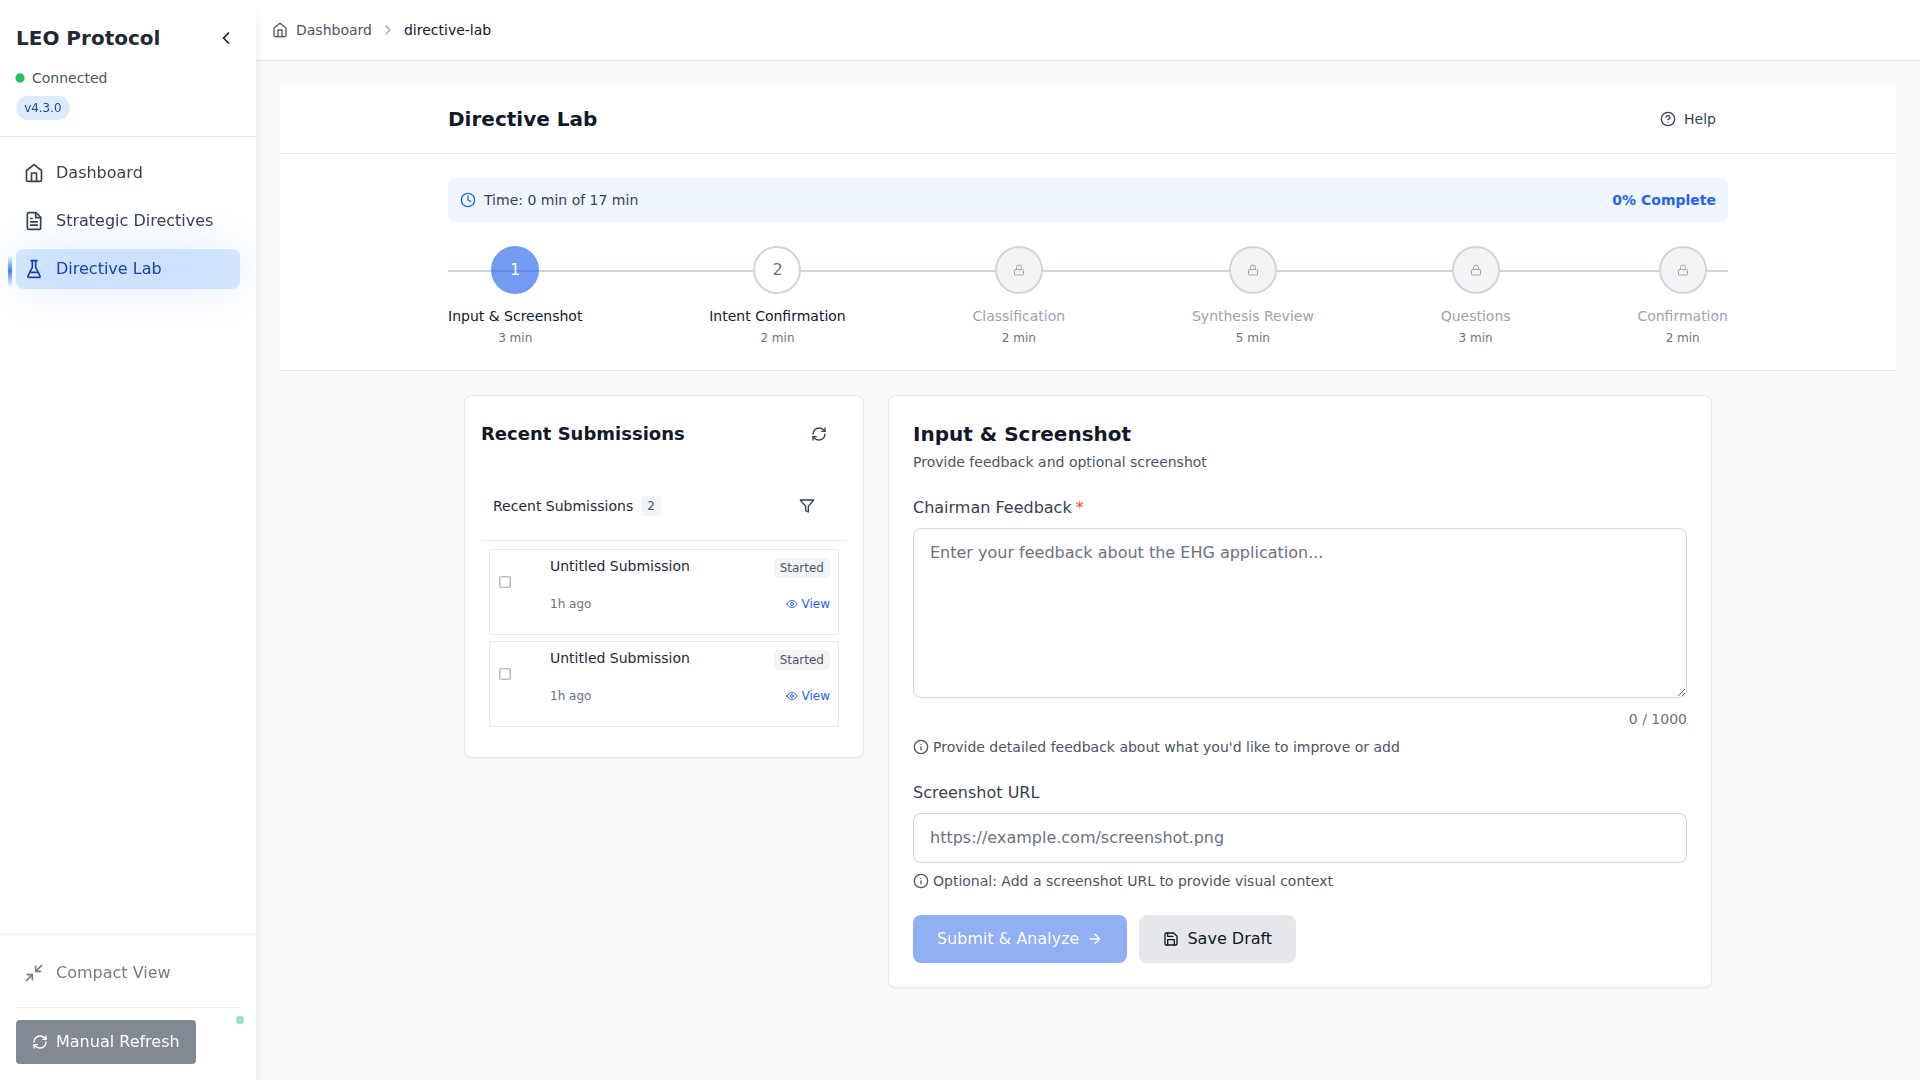 LEO Protocol
Connected
v4.3.0
Dashboard
Strategic Directives
Directive Lab
Compact View
Manual Refresh
Dashboard
directive-lab
Directive Lab
Help
Time: 0 min of 17 min
0% Complete
1
2
Input & Screenshot
Intent Confirmation
Classification
Synthesis Review
Questions
Confirmation
3 min
2 min
2 min
5 min
3 min
2 min
Recent Submissions
Recent Submissions 2
Untitled Submission
Started
1h ago
View
Untitled Submission
Started
1h ago
View
Input & Screenshot
Provide feedback and optional screenshot
Chairman Feedback *
Enter your feedback about the EHG application...
0 / 1000
Provide detailed feedback about what you'd like to improve or add
Screenshot URL
https://example.com/screenshot.png
Optional: Add a screenshot URL to provide visual context
Submit & Analyze
Save Draft